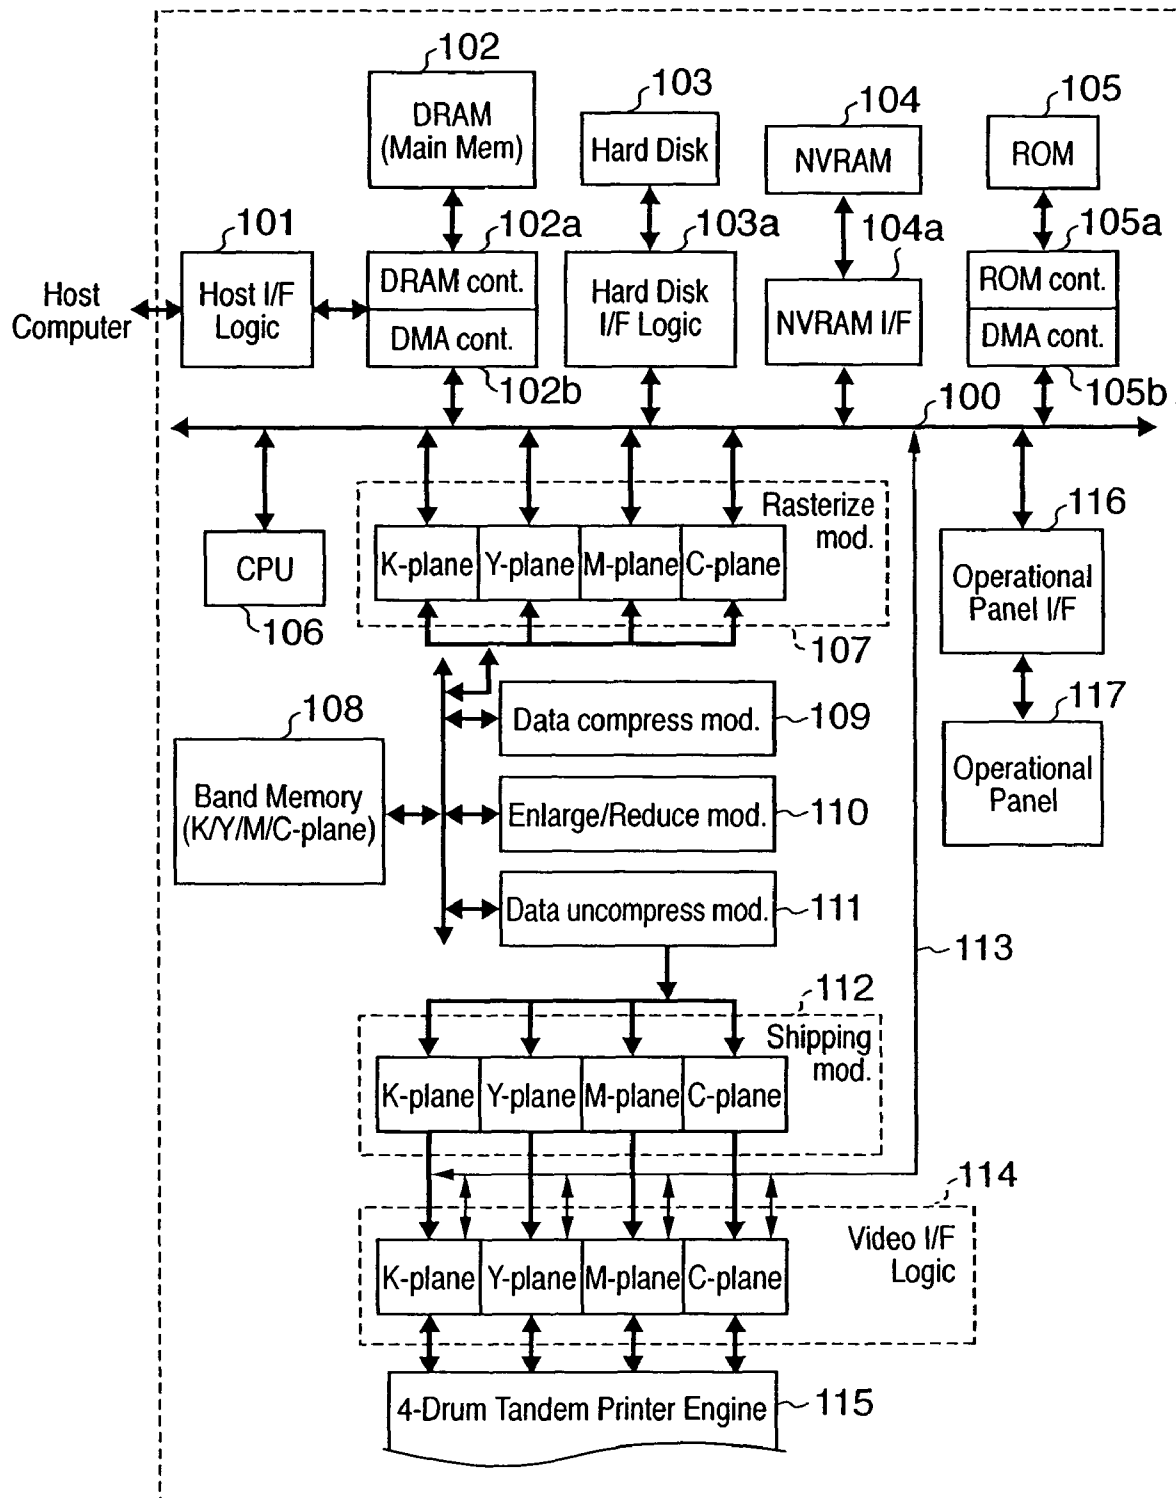 102
103
104
105
DRAM
(Main Mem)
Hard Disk
NVRAM
ROM
101
102a
103a
104a
105a
Host
Computer
Host I/F
Logic
DRAM cont.
DMA cont.
Hard Disk
I/F Logic
NVRAM I/F
ROM cont.
DMA cont.
102b
100
105b
Rasterize
mod.
116
CPU
K-plane
Y-plane
M-plane
C-plane
Operational
Panel I/F
106
107
108
Data compress mod.
109
117
Band Memory
(K/Y/M/C-plane)
Enlarge/Reduce mod.
110
Operational
Panel
Data uncompress mod.
111
113
112
Shipping
mod.
K-plane
Y-plane
M-plane
C-plane
114
Video I/F
Logic
K-plane
Y-plane
M-plane
C-plane
4-Drum Tandem Printer Engine
115